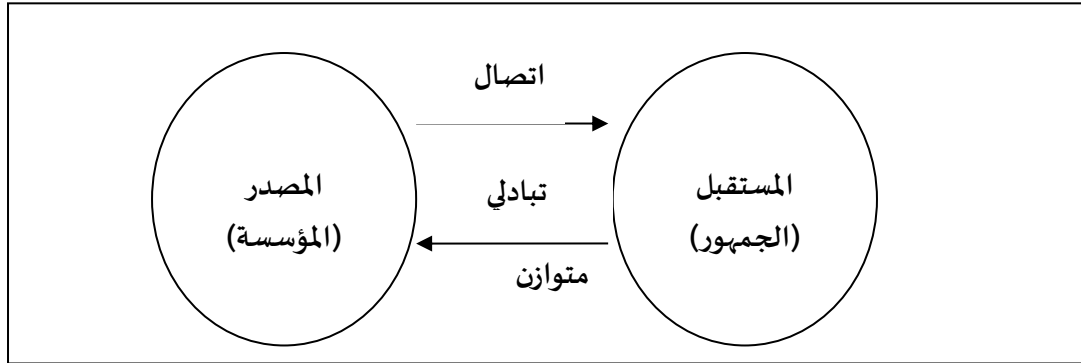 اتصال
المستقبل
(الجمهور)
تبادلي
المصدر
(المؤسسة)
متوازن